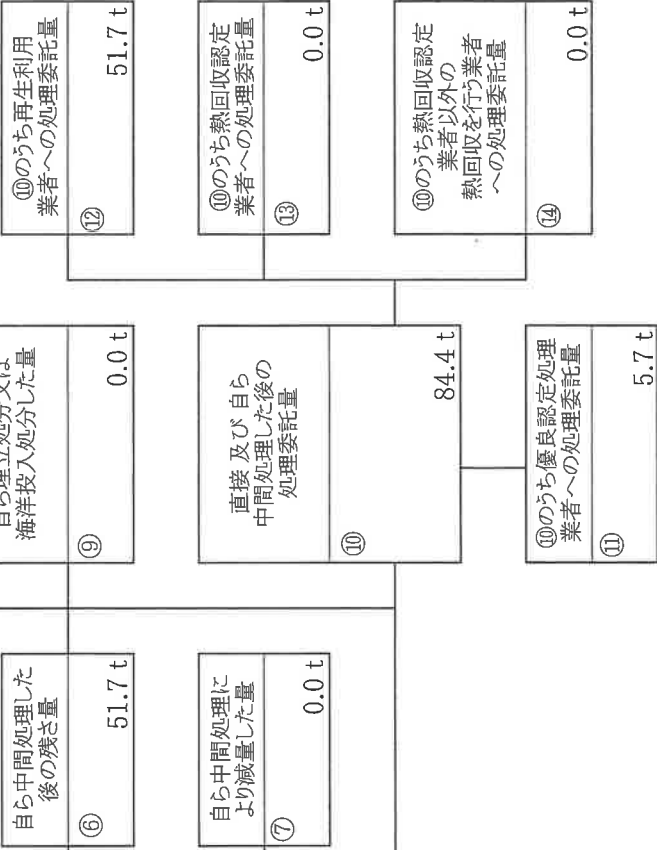 自ら中間処理した
後の残さ量
⑥
51.7 t
自ら中間処理に
より減量した量
⑦
0.0 t
自ら埋立処分又は
海洋投入処分した量
⑨
0.0 t
直接 及び 自ら
中間処理した後の
処理委託量
⑩
84.4 t
⑩のうち優良認定処理
業者への処理委託量
⑪
5.7 t
⑩のうち再生利用
業者への処理委託量
⑫
51.7 t
⑩のうち熱回収認定
業者への処理委託量
⑬
0.0 t
⑩のうち熱回収認定
業者以外の
熱回収を行う業者
への処理委託量
⑭
0.0 t